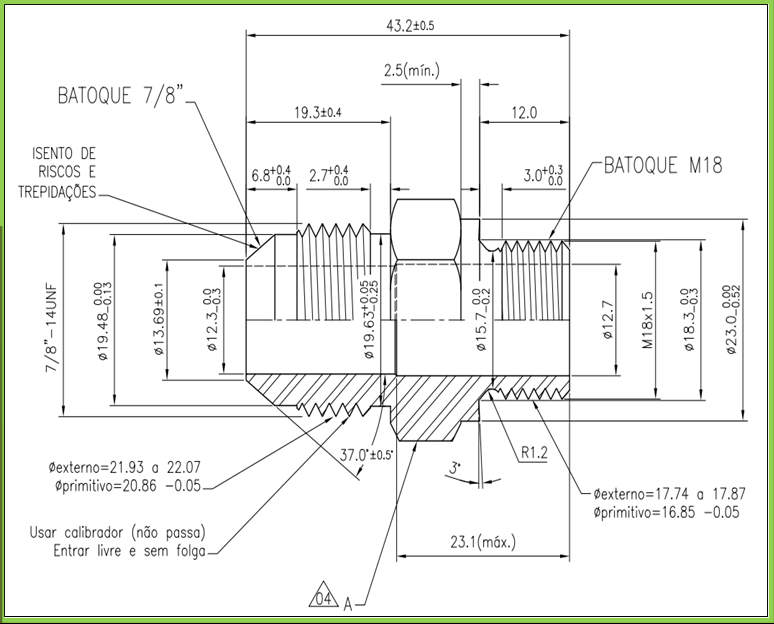 43.2±0.5
2.5(mín.)
BATOQUE 7/8”
19.3±0.4
12.0
ISENTO DE
RISCOS E
TREPIDAÇÕES
6.8+0.4 0.0
2.7+0.4 0.0
3.0+0.3 0.0
BATOQUE M18
7/8”-14UNF
ø19.48 0.00 -0.13
ø13.69±0.1
ø12.3 0.0 -0.3
ø19.63+0.05 -0.25
ø15.7 0.0 -0.2
ø12.7
M18x1.5
ø18.3 0.0 -0.3
ø23.0 0.00 -0.52
37.0°±0.5°
R1.2
3°
øexterno=21.93 a 22.07
øprimitivo=20.86 -0.05
øexterno=17.74 a 17.87
øprimitivo=16.85 -0.05
Usar calibrador (não passa)
Entrar livre e sem folga
23.1(máx.)
04 A